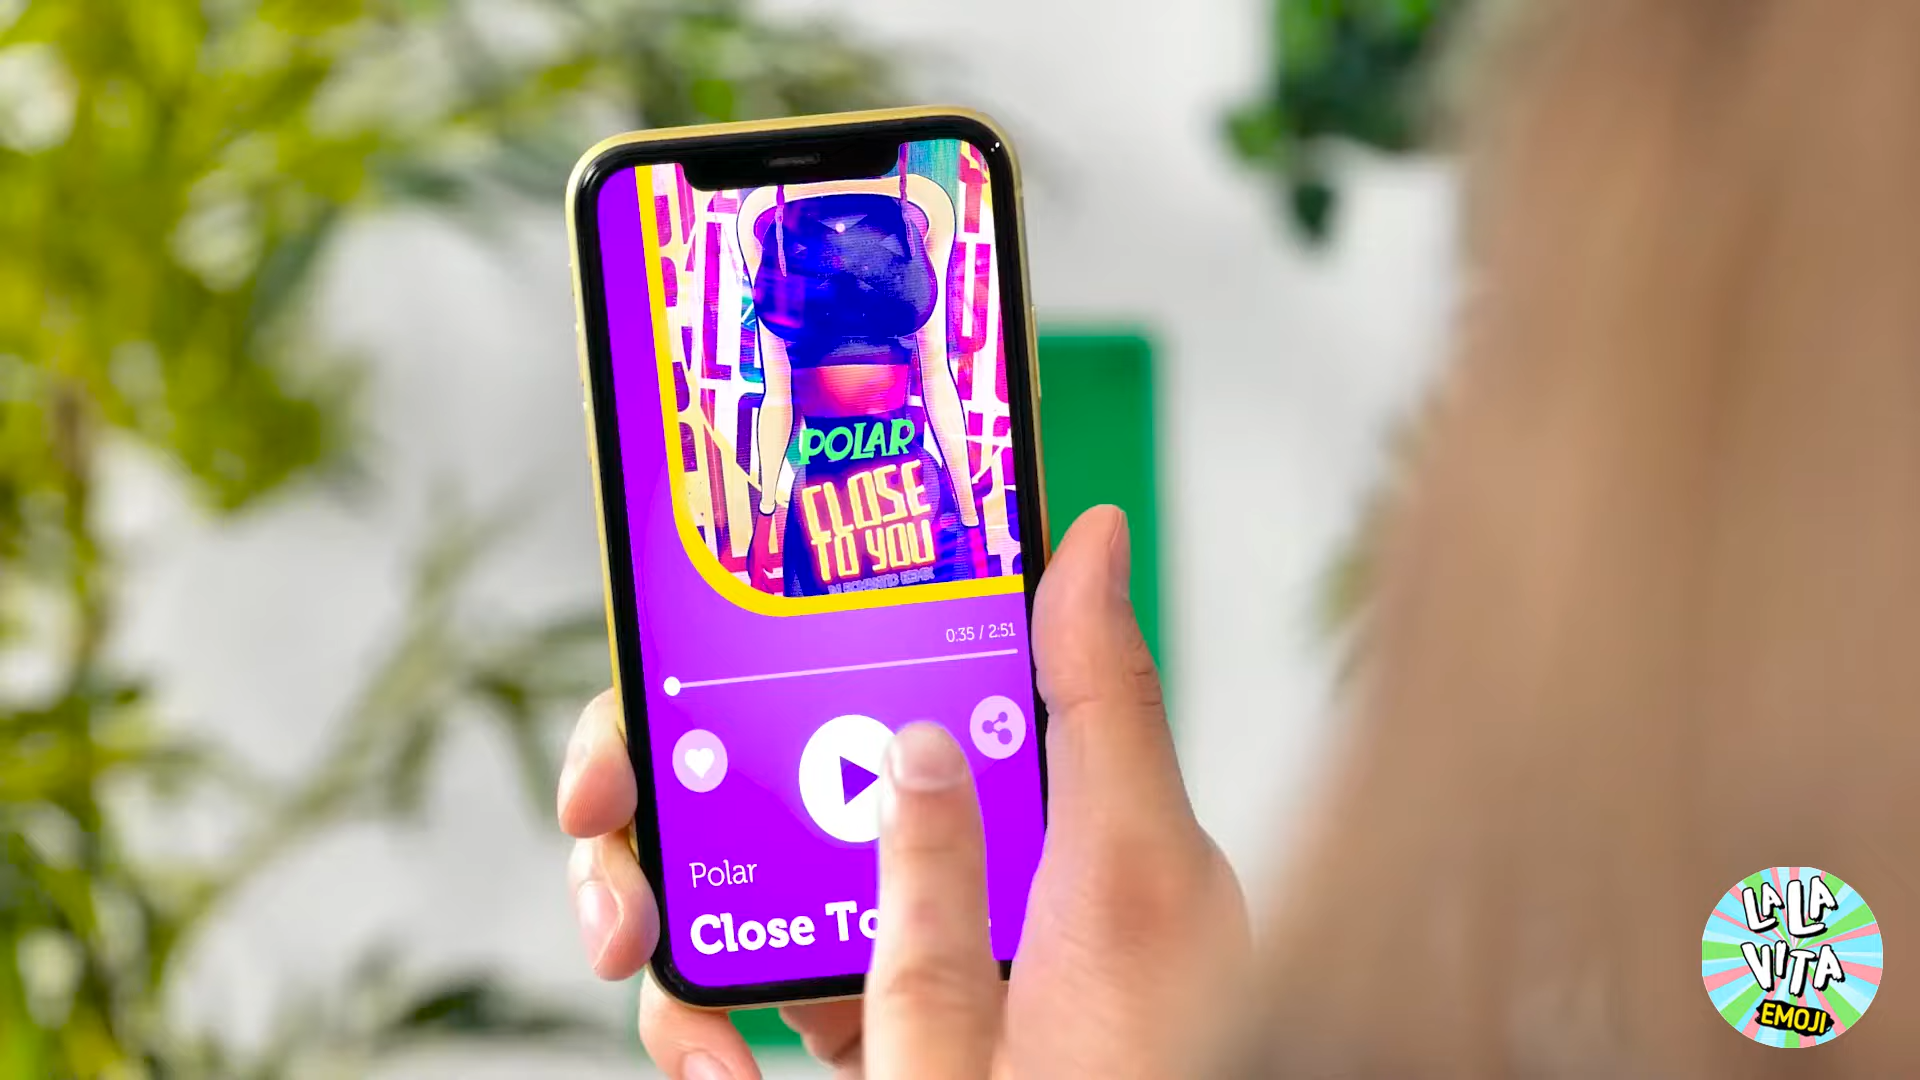 POLAR
CLOSE
TO YOU
0:35 / 2:51
Polar
Close To
LA LA
VITA
EMOJI